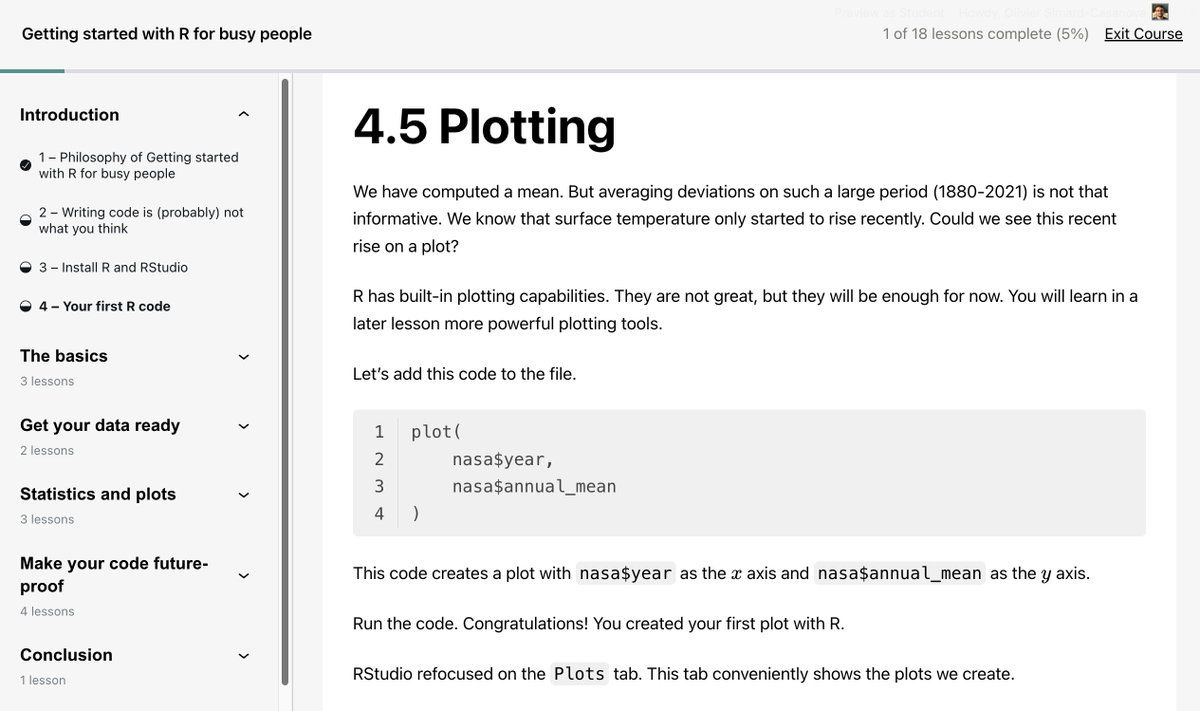 Preview as Student Howdy, Olivier Simard-Casanova
Getting started with R for busy people
1 of 18 lessons complete (5%) Exit Course
Introduction
1 – Philosophy of Getting started
with R for busy people
2 – Writing code is (probably) not
what you think
3 – Install R and RStudio
4 – Your first R code
The basics
3 lessons
Get your data ready
2 lessons
Statistics and plots
3 lessons
Make your code future-
proof
4 lessons
Conclusion
1 lesson
4.5 Plotting
We have computed a mean. But averaging deviations on such a large period (1880-2021) is not that
informative. We know that surface temperature only started to rise recently. Could we see this recent
rise on a plot?
R has built-in plotting capabilities. They are not great, but they will be enough for now. You will learn in a
later lesson more powerful plotting tools.
Let’s add this code to the file.
1 plot(
2 nasa$year,
3 nasa$annual_mean
4 )
This code creates a plot with nasa$year as the x axis and nasa$annual_mean as the y axis.
Run the code. Congratulations! You created your first plot with R.
RStudio refocused on the Plots tab. This tab conveniently shows the plots we create.